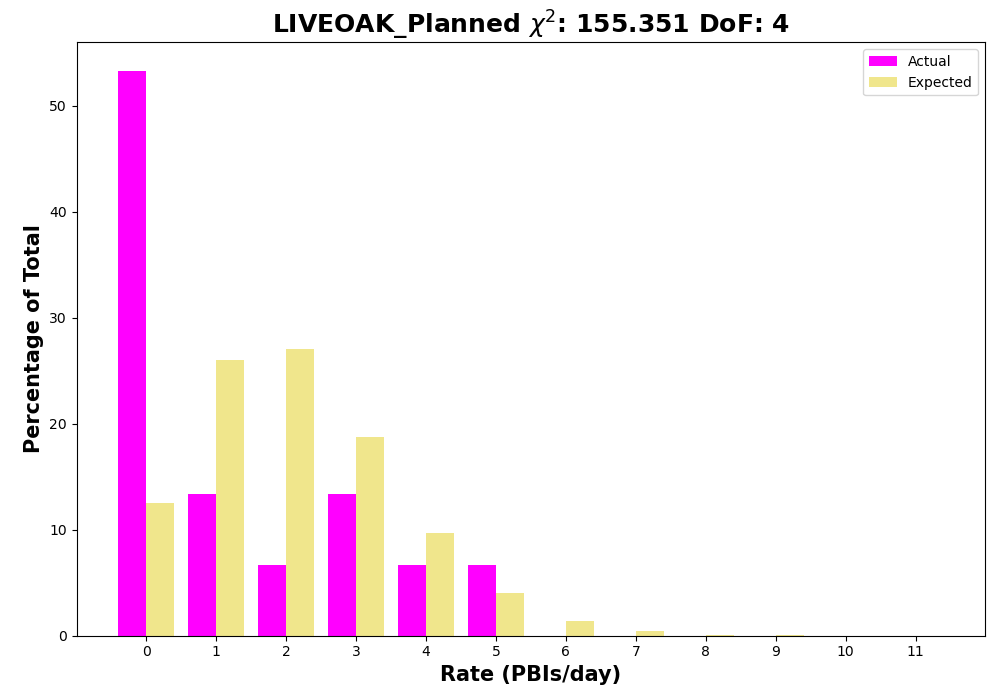 LIVEOAK_Planned χ²: 155.351 DoF: 4
Actual
Expected
Percentage of Total
50
40
30
20
10
0
0 1 2 3 4 5 6 7 8 9 10 11
Rate (PBIs/day)